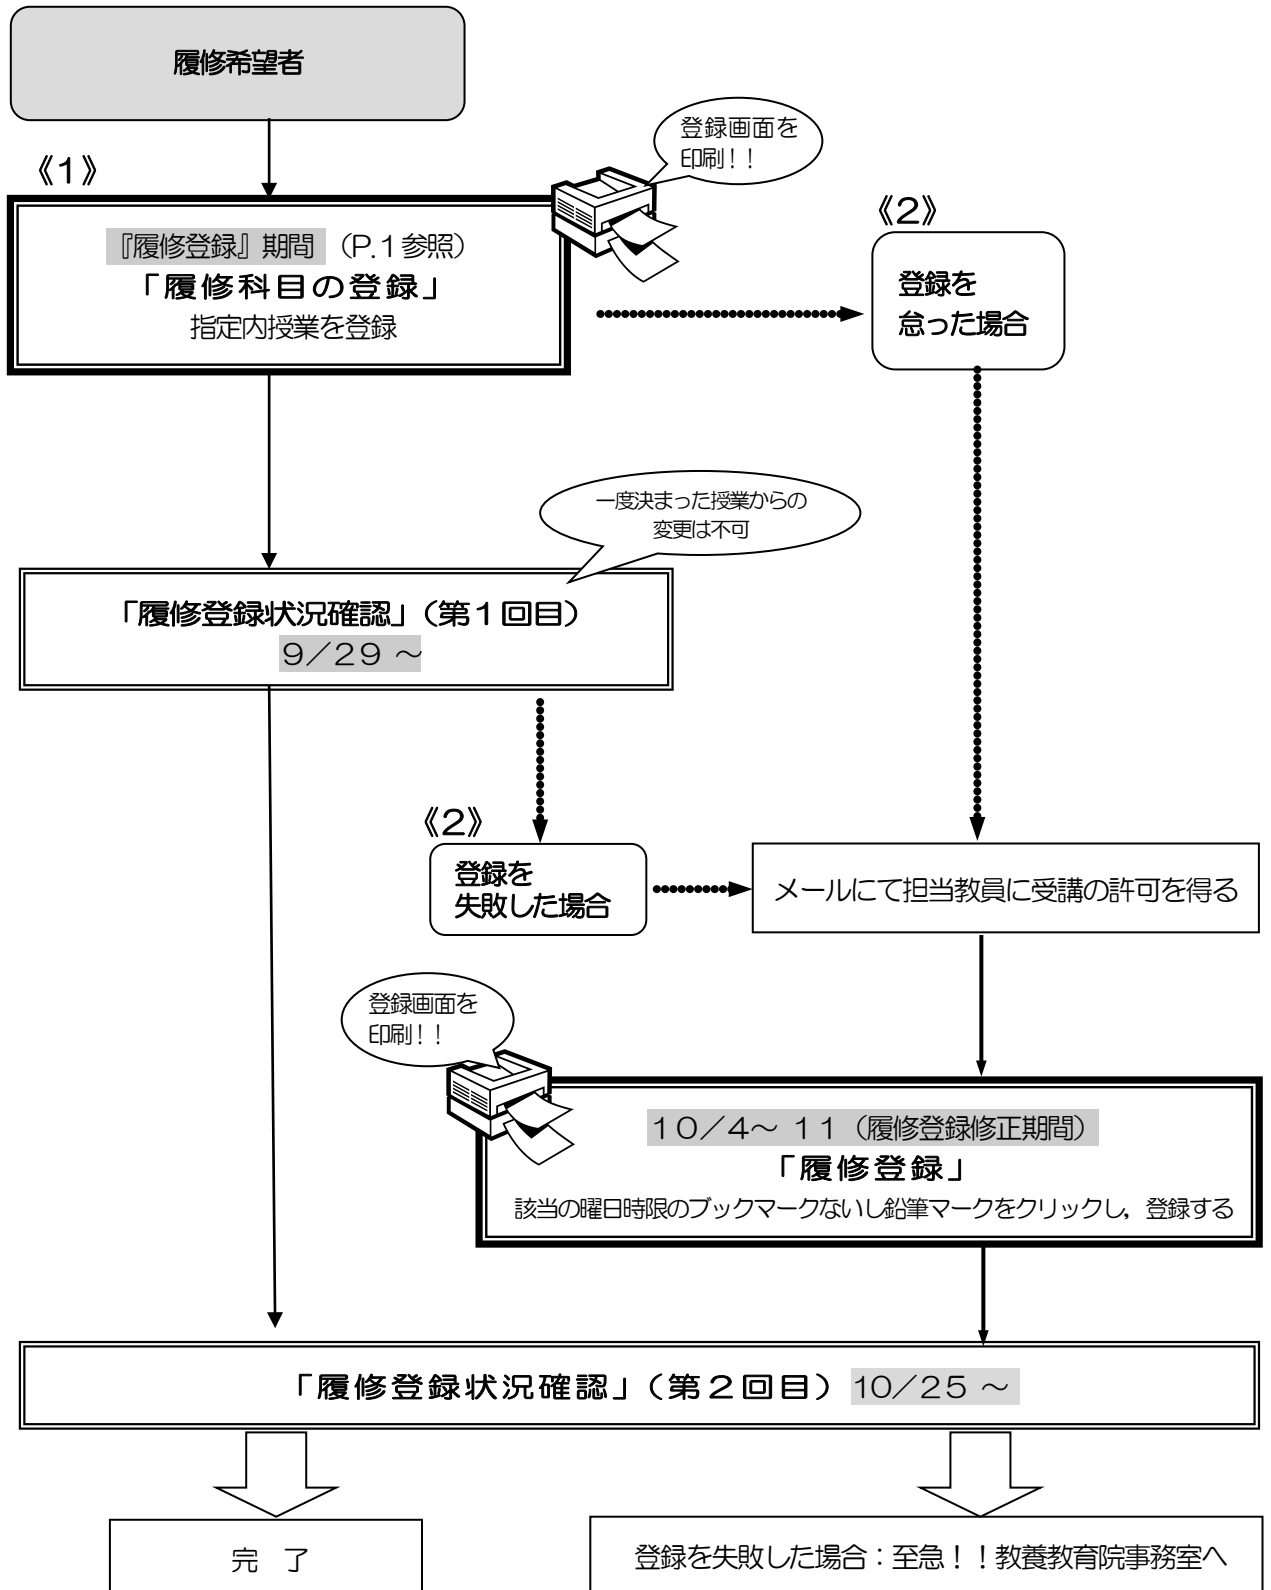 履修希望者
登録画面を
印刷！！
《1》
『履修登録』期間（P.1参照）
「履修科目の登録」
指定内授業を登録
《2》
登録を
怠った場合
一度決まった授業からの
変更は不可
「履修登録状況確認」（第１回目）
９／２９ ～
《2》
登録を
失敗した場合
メールにて担当教員に受講の許可を得る
登録画面を
印刷！！
１０／４～ １１（履修登録修正期間）
「履修登録」
該当の曜日時限のブックマークないし鉛筆マークをクリックし，登録する
「履修登録状況確認」（第２回目） 10／25 ～
完 了
登録を失敗した場合：至急！！教養教育院事務室へ